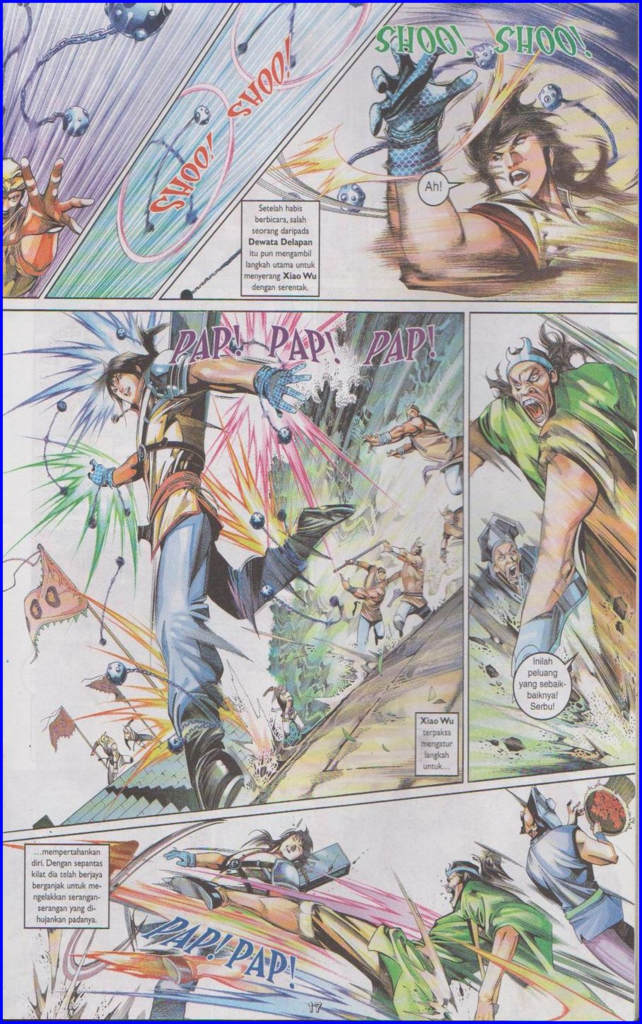 SHOO! SHOO!
SHOO!
SHOO!
Ah!
Setelah habis
berbicara, salah
seorang daripada
Dewata Delapan
itu pun mengambil
langkah utama untuk
menyerang Xiao Wu
dengan serentak.
PAP! PAP! PAP!
Xiao Wu
terpaksa
mengatur
langkah
untuk...
Inilah
peluang
yang sebaik-
baiknya!
Serbu!
...mempertahankan
diri. Dengan sepantas
kilat dia telah berjaya
berganjak untuk me-
ngelakkan serangan-
serangan yang di-
hujankan padanya.
PAP! PAP!
17